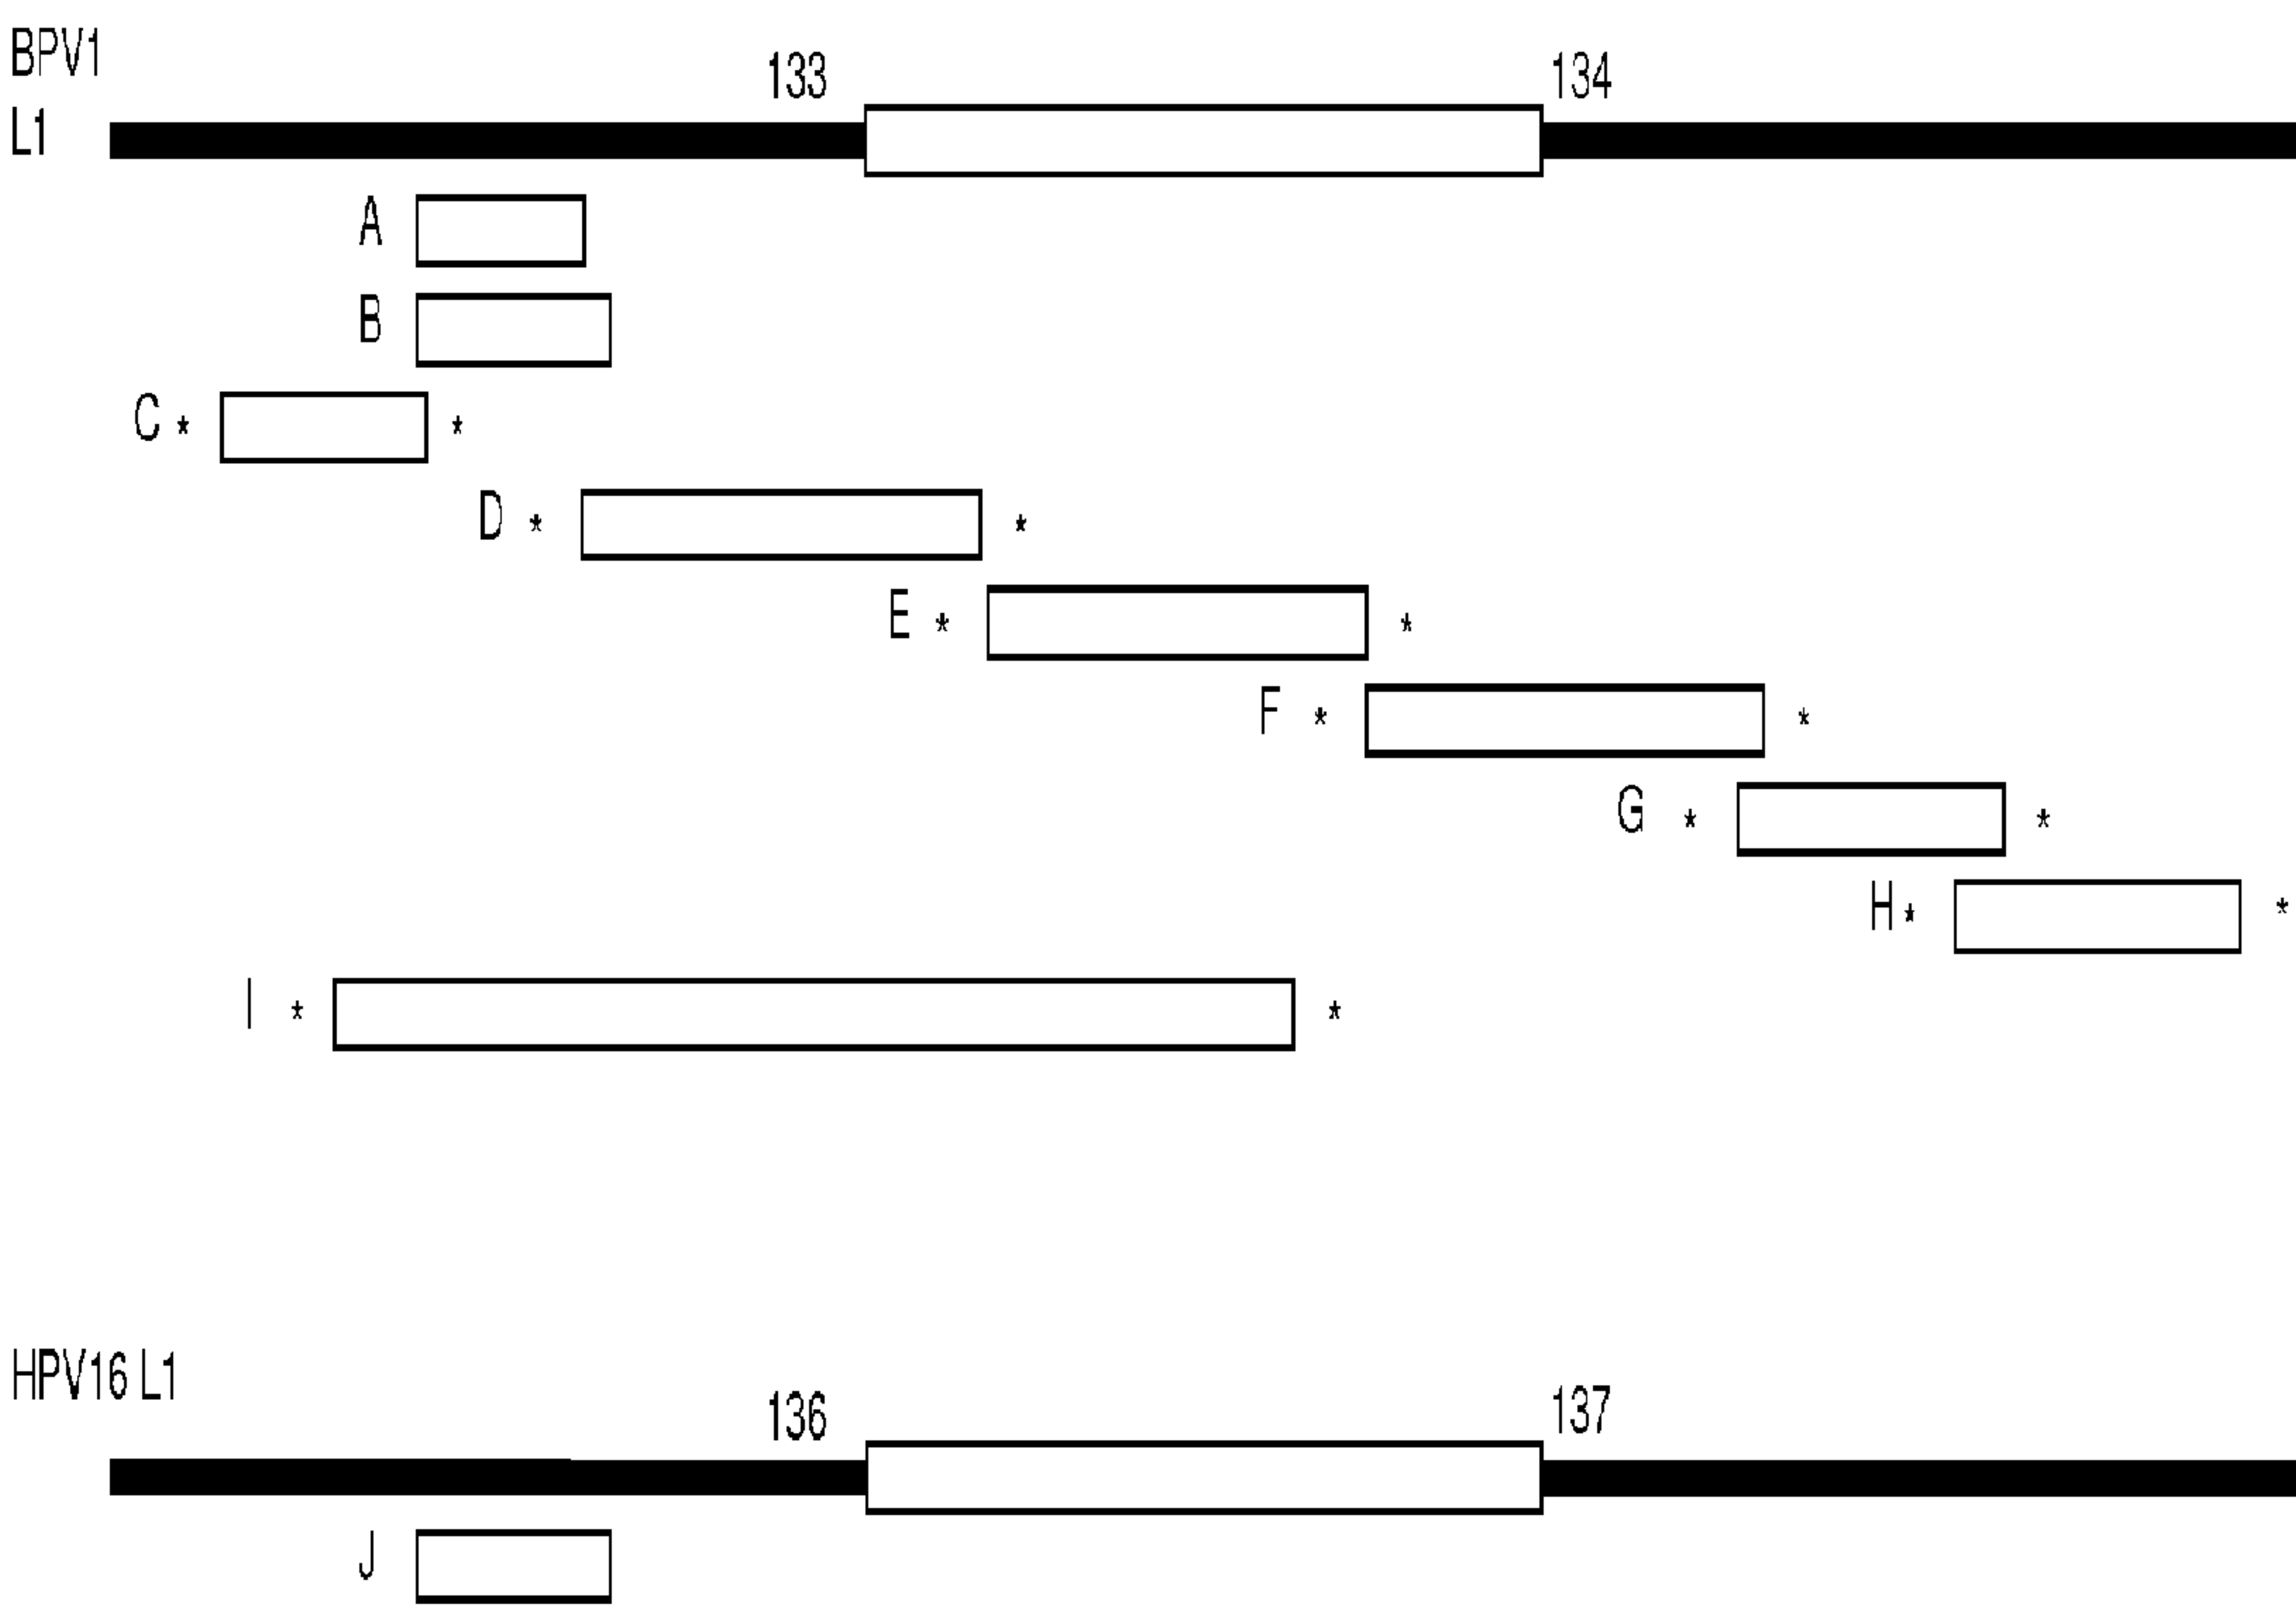 BPV1
133 134
L1
A
B
C * *
D * *
E * *
F * *
G * *
H * *
I * *
HPV16 L1
136 137
J